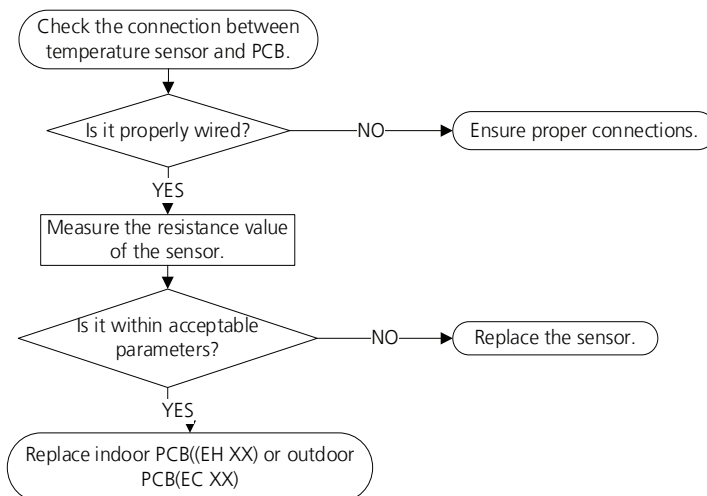 Check the connection between
temperature sensor and PCB.
Is it properly wired?
NO
Ensure proper connections.
YES
Measure the resistance value
of the sensor.
Is it within acceptable
parameters?
NO
Replace the sensor.
YES
Replace indoor PCB((EH XX) or outdoor
PCB(EC XX)